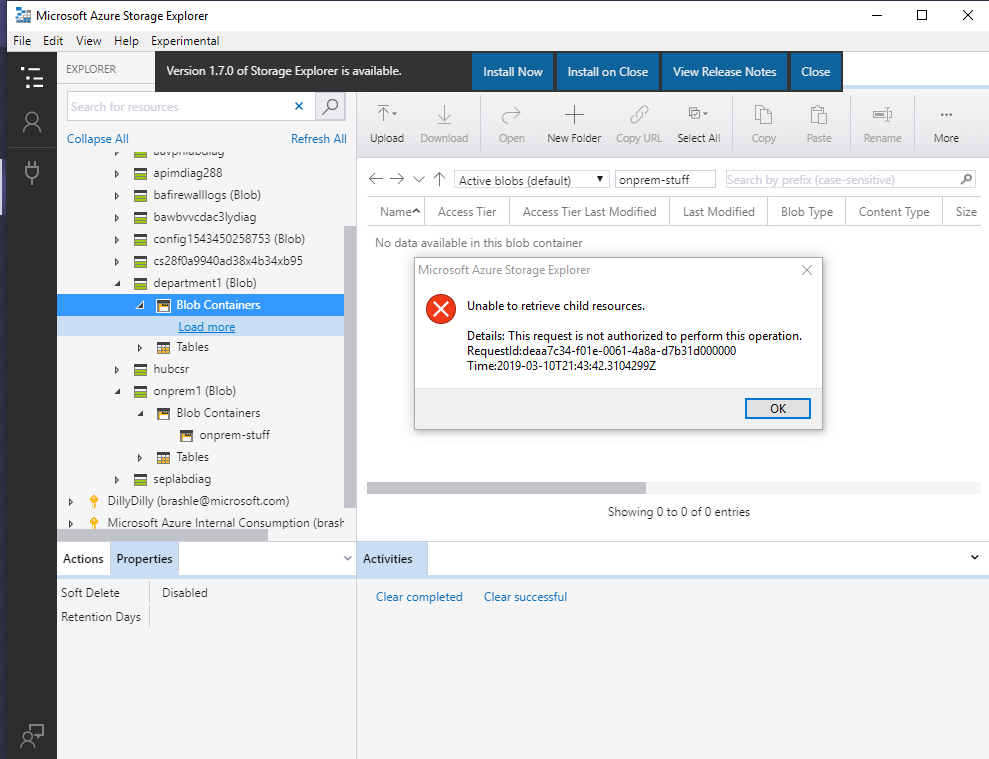 Microsoft Azure Storage Explorer
File Edit View Help Experimental
EXPLORER
Version 1.7.0 of Storage Explorer is available.
Install Now
Install on Close
View Release Notes
Close
Search for resources
Collapse All
Refresh All
aavphlabdiag
apimdiag288
bafirewalllogs (Blob)
bawbvvcdac3lydiag
config1543450258753 (Blob)
cs28f0a9940ad38x4b34xb95
department1 (Blob)
Blob Containers
Load more
Tables
hubcsr
onprem1 (Blob)
Blob Containers
onprem-stuff
Tables
seplabdiag
DillyDilly (brashle@microsoft.com)
Microsoft Azure Internal Consumption (brash
Actions
Properties
Soft Delete Disabled
Retention Days
Upload Download Open New Folder Copy URL Select All Copy Paste Rename More
Active blobs (default)
onprem-stuff
Search by prefix (case-sensitive)
Name Access Tier Access Tier Last Modified Last Modified Blob Type Content Type Size
No data available in this blob container
Microsoft Azure Storage Explorer
Unable to retrieve child resources.
Details: This request is not authorized to perform this operation.
RequestId:deaa7c34-f01e-0061-4a8a-d7b31d000000
Time:2019-03-10T21:43:42.3104299Z
OK
Showing 0 to 0 of 0 entries
Activities
Clear completed
Clear successful